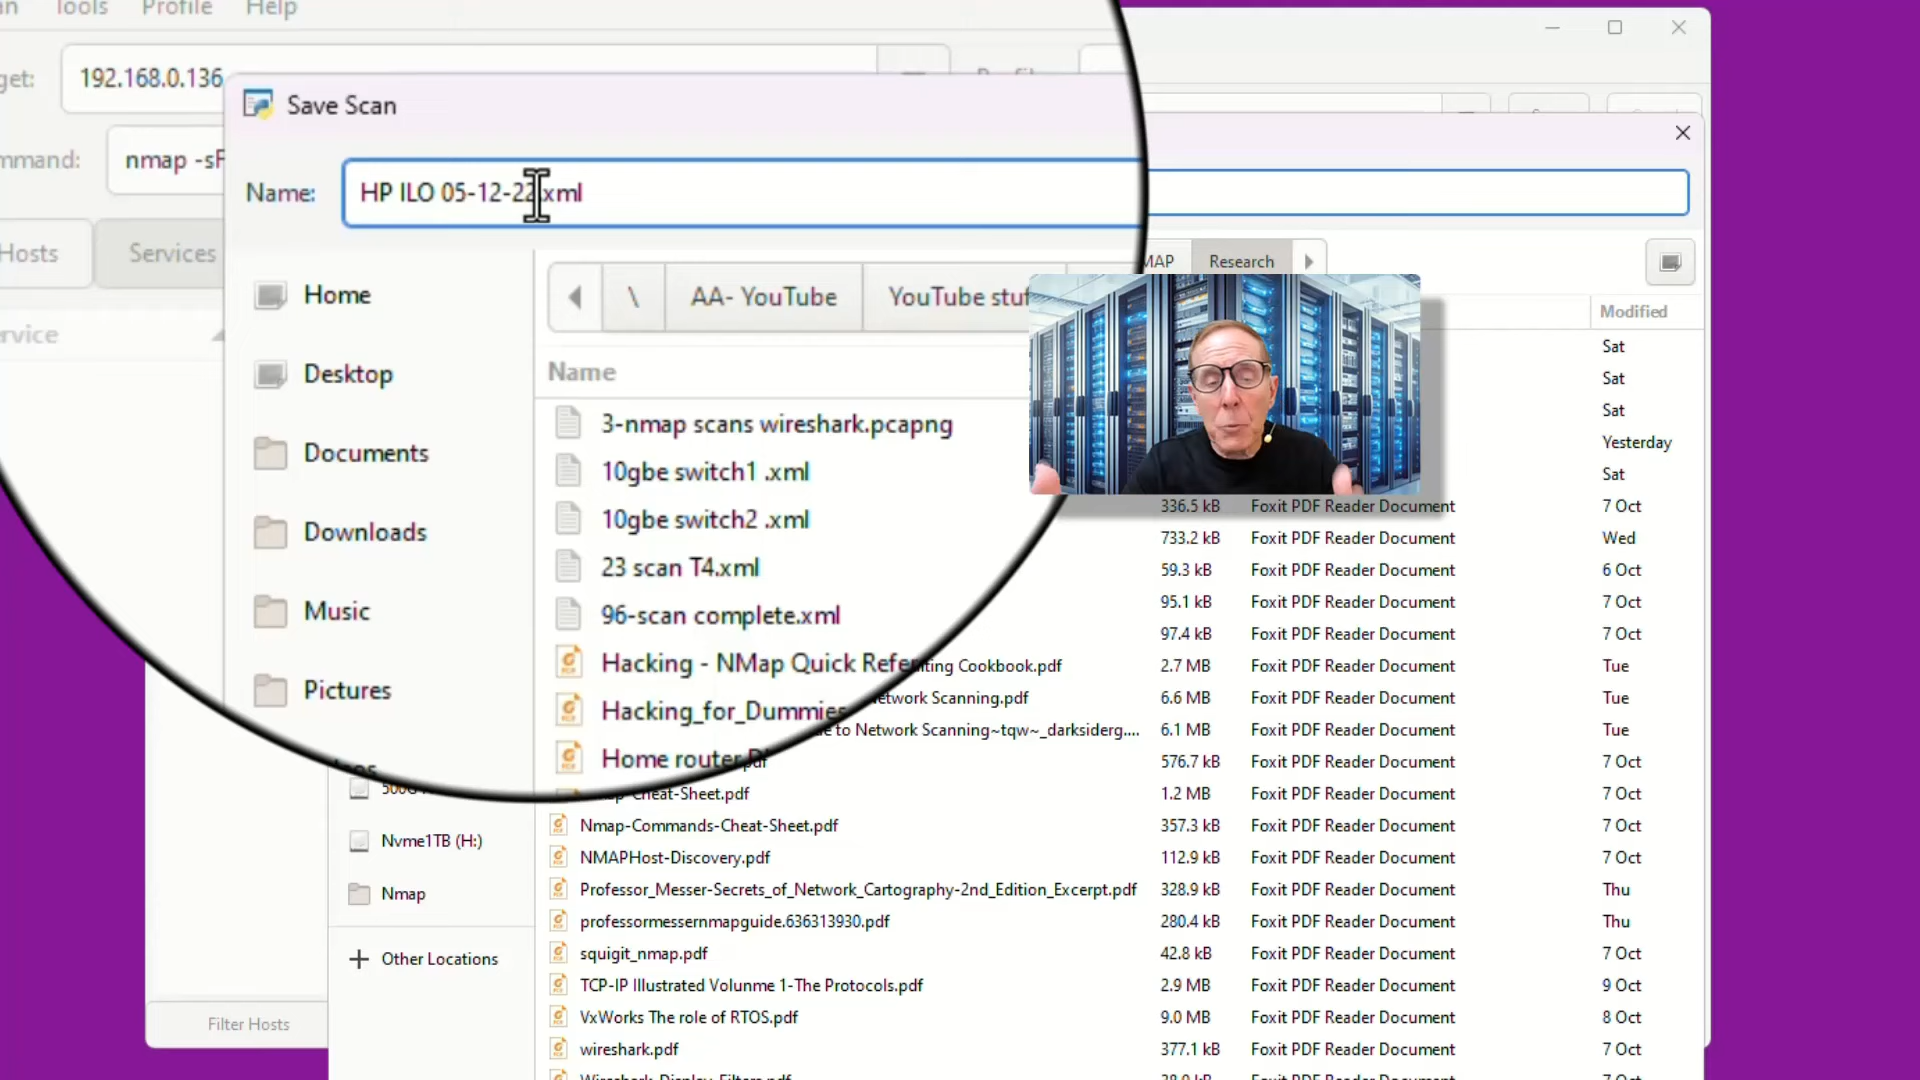 Tools Profile Help
192.168.0.136
Save Scan
nmap -sF
Name: HP ILO 05-12-22.xml
Hosts
Services
Home
Desktop
Documents
Downloads
Music
Pictures
Nvme1TB (H:)
Nmap
Other Locations
Filter Hosts
\ AA- YouTube
Research
Name
Modified
3-nmap scans wireshark.pcapng
Sat
10gbe switch1 .xml
Sat
10gbe switch2 .xml
Sat
23 scan T4.xml
Yesterday
96-scan complete.xml
Sat
Hacking - NMap Quick
336.5 kB Foxit PDF Reader Document 7 Oct
Hacking_for_Dummies
733.2 kB Foxit PDF Reader Document Wed
Home router
59.3 kB Foxit PDF Reader Document 6 Oct
95.1 kB Foxit PDF Reader Document 7 Oct
97.4 kB Foxit PDF Reader Document 7 Oct
Cookbook.pdf 2.7 MB Foxit PDF Reader Document Tue
Network Scanning.pdf 6.6 MB Foxit PDF Reader Document Tue
to Network Scanning~tqw~_darksiderg.... 6.1 MB Foxit PDF Reader Document Tue
576.7 kB Foxit PDF Reader Document 7 Oct
Cheat-Sheet.pdf 1.2 MB Foxit PDF Reader Document 7 Oct
Nmap-Commands-Cheat-Sheet.pdf 357.3 kB Foxit PDF Reader Document 7 Oct
NMAPHost-Discovery.pdf 112.9 kB Foxit PDF Reader Document 7 Oct
Professor_Messer-Secrets_of_Network_Cartography-2nd_Edition_Excerpt.pdf 328.9 kB Foxit PDF Reader Document Thu
professormessernmapguide.636313930.pdf 280.4 kB Foxit PDF Reader Document Thu
squigit_nmap.pdf 42.8 kB Foxit PDF Reader Document 7 Oct
TCP-IP Illustrated Volunme 1-The Protocols.pdf 2.9 MB Foxit PDF Reader Document 9 Oct
VxWorks The role of RTOS.pdf 9.0 MB Foxit PDF Reader Document 8 Oct
wireshark.pdf 377.1 kB Foxit PDF Reader Document 7 Oct